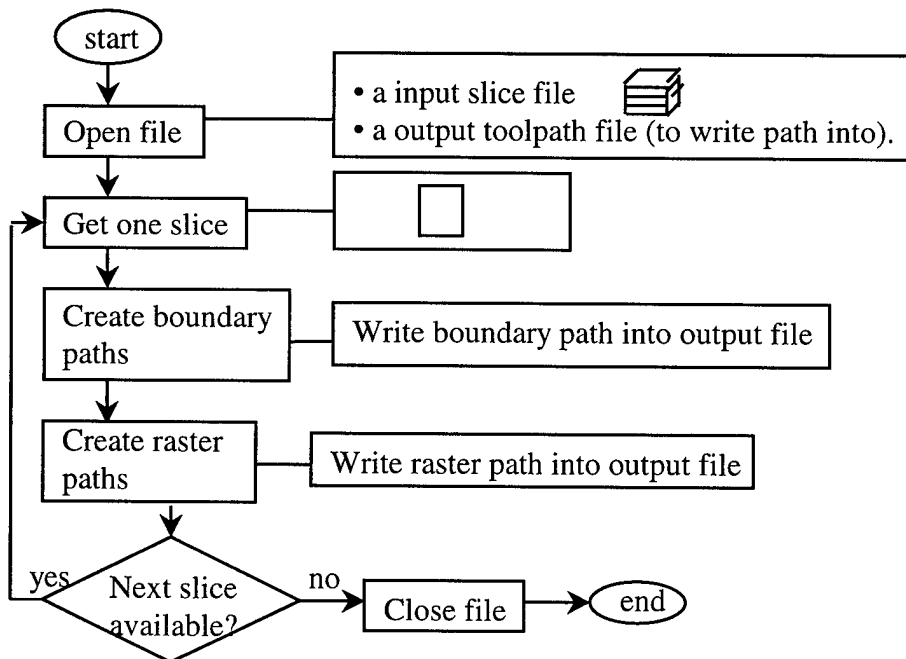 start
• a input slice file
• a output toolpath file (to write path into).
Open file
Get one slice
Create boundary
paths
Write boundary path into output file
Create raster
paths
Write raster path into output file
yes
Next slice
available?
no
Close file
end